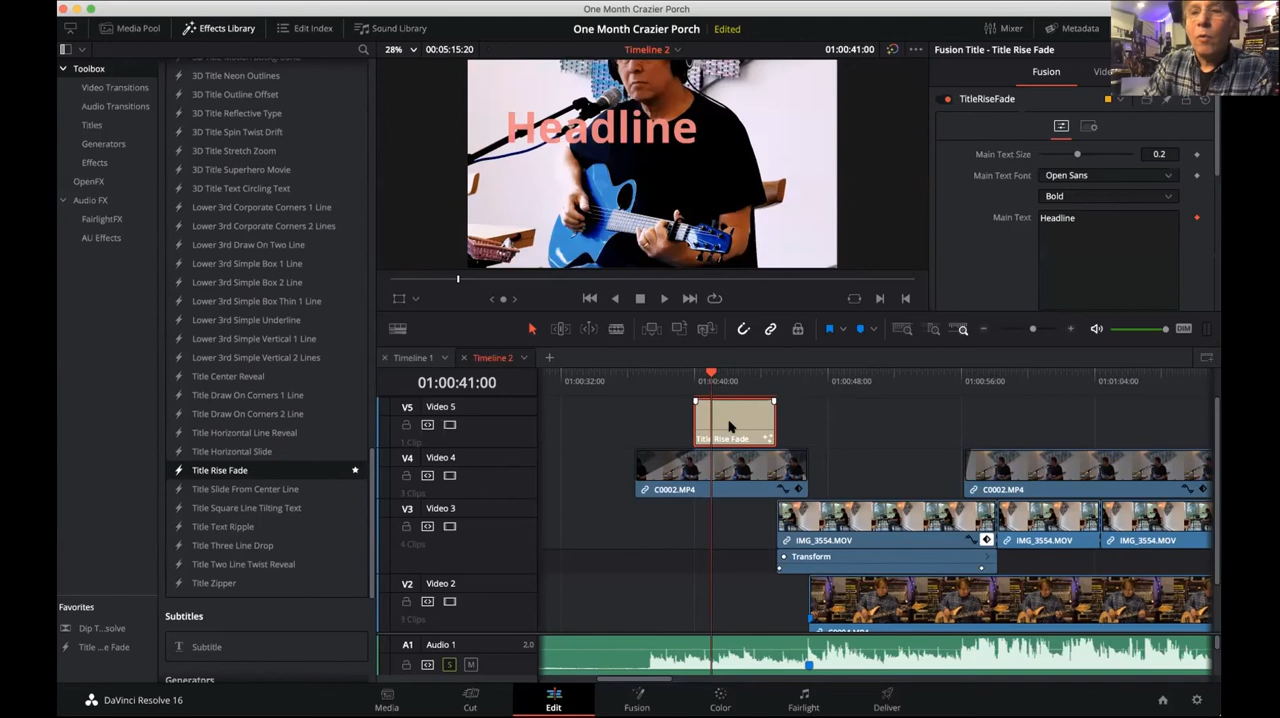 One Month Crazier Porch
Media Pool
Effects Library
Edit Index
Sound Library
One Month Crazier Porch
Edited
Mixer
Metadata
28%
00:05:15:20
Timeline 2
01:00:41:00
Fusion Title - Title Rise Fade
Toolbox
Video Transitions
Audio Transitions
Titles
Generators
Effects
OpenFX
Audio FX
FairlightFX
AU Effects
3D Title Neon Outlines
3D Title Outline Offset
3D Title Reflective Type
3D Title Spin Twist Drift
3D Title Stretch Zoom
3D Title Superhero Movie
3D Title Text Circling Text
Lower 3rd Corporate Corners 1 Line
Lower 3rd Corporate Corners 2 Lines
Lower 3rd Draw On Two Line
Lower 3rd Simple Box 1 Line
Lower 3rd Simple Box 2 Line
Lower 3rd Simple Box Thin 1 Line
Lower 3rd Simple Underline
Lower 3rd Simple Vertical 1 Line
Lower 3rd Simple Vertical 2 Lines
Title Center Reveal
Title Draw On Corners 1 Line
Title Draw On Corners 2 Line
Title Horizontal Line Reveal
Title Horizontal Slide
Title Rise Fade
Title Slide From Center Line
Title Square Line Tilting Text
Title Text Ripple
Title Three Line Drop
Title Two Line Twist Reveal
Title Zipper
Subtitles
Subtitle
Favorites
Dip T...solve
Title ...e Fade
Headline
Fusion
TitleRiseFade
Main Text Size
0.2
Main Text Font
Open Sans
Bold
Main Text
Headline
DIM
Timeline 1
Timeline 2
01:00:41:00
01:00:32:00
01:00:40:00
01:00:48:00
01:00:56:00
01:01:04:00
V5
Video 5
1 Clip
Title Rise Fade
V4
Video 4
3 Clips
C0002.MP4
C0002.MP4
V3
Video 3
4 Clips
IMG_3554.MOV
IMG_3554.MOV
IMG_3554.MOV
Transform
V2
Video 2
3 Clips
A1
Audio 1
2.0
S
M
DaVinci Resolve 16
Media
Cut
Edit
Fusion
Color
Fairlight
Deliver